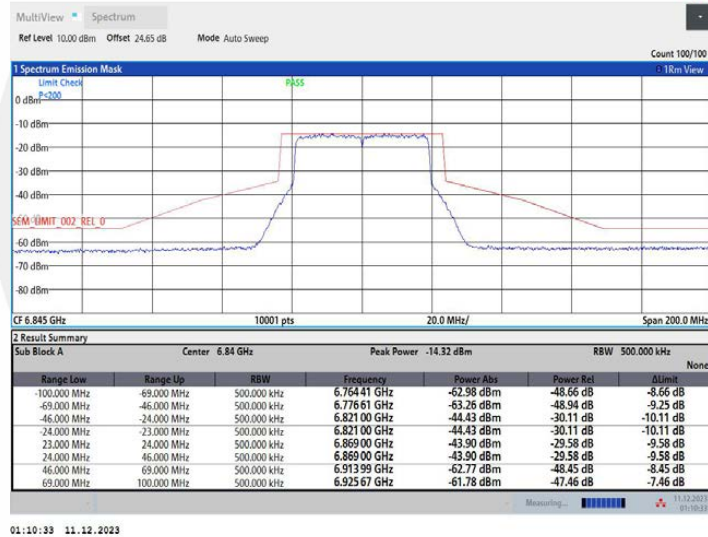 MultiView Spectrum
Ref Level 10.00 dBm Offset 24.65 dB Mode Auto Sweep
Count 100/100
1 Spectrum Emission Mask 1Rm View
Limit Check PASS
P<200
0 dBm
-10 dBm
-20 dBm
-30 dBm
-40 dBm
SEM_LIMIT_002_REL_0
-60 dBm
-70 dBm
-80 dBm
CF 6.845 GHz 10001 pts 20.0 MHz/ Span 200.0 MHz
2 Result Summary
Sub Block A Center 6.84 GHz Peak Power -14.32 dBm RBW 500.000 kHz
None
Range Low Range Up RBW Frequency Power Abs Power Rel ΔLimit
-100.000 MHz -69.000 MHz 500.000 kHz 6.764 41 GHz -62.98 dBm -48.66 dB -8.66 dB
-69.000 MHz -46.000 MHz 500.000 kHz 6.776 61 GHz -63.26 dBm -48.94 dB -9.25 dB
-46.000 MHz -24.000 MHz 500.000 kHz 6.821 00 GHz -44.43 dBm -30.11 dB -10.11 dB
-24.000 MHz -23.000 MHz 500.000 kHz 6.821 00 GHz -44.43 dBm -30.11 dB -10.11 dB
23.000 MHz 24.000 MHz 500.000 kHz 6.869 00 GHz -43.90 dBm -29.58 dB -9.58 dB
24.000 MHz 46.000 MHz 500.000 kHz 6.869 00 GHz -43.90 dBm -29.58 dB -9.58 dB
46.000 MHz 69.000 MHz 500.000 kHz 6.913 99 GHz -62.77 dBm -48.45 dB -8.45 dB
69.000 MHz 100.000 MHz 500.000 kHz 6.925 67 GHz -61.78 dBm -47.46 dB -7.46 dB
Measuring... 11.12.2023
01:10:33
01:10:33 11.12.2023